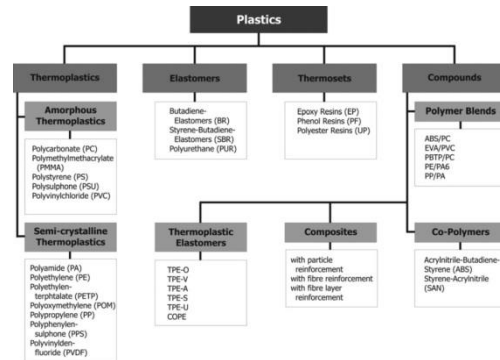 Plastics
Thermoplastics
Elastomers
Thermosets
Compounds
Amorphous
Thermoplastics
Polycarbonate (PC)
Polymethylmethacrylate
(PMMA)
Polystyrene (PS)
Polysulphone (PSU)
Polyvinylchloride (PVC)
Butadiene-
Elastomers (BR)
Styrene-Butadiene-
Elastomers (SBR)
Polyurethane (PUR)
Epoxy Resins (EP)
Phenol Resins (PF)
Polyester Resins (UP)
Polymer Blends
ABS/PC
EVA/PVC
PBTP/PC
PE/PA6
PP/PA
Semi-crystalline
Thermoplastics
Polyamide (PA)
Polyethylene (PE)
Polyethylen-
terphtalate (PETP)
Polyoxymethylene (POM)
Polypropylene (PP)
Polyphenylen-
sulphone (PPS)
Polyvinylden-
fluoride (PVDF)
Thermoplastic
Elastomers
TPE-O
TPE-V
TPE-A
TPE-S
TPE-U
COPE
Composites
with particle
reinforcement
with fibre reinforcement
with fibre layer
reinforcement
Co-Polymers
Acrylnitrile-Butadiene-
Styrene (ABS)
Styrene-Acrylnitrile
(SAN)